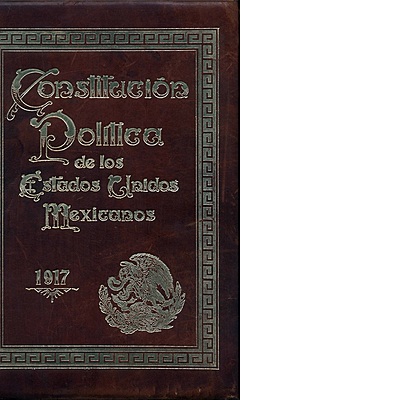 Constitución
Política
de los
Estados Unidos
Mexicanos
1917